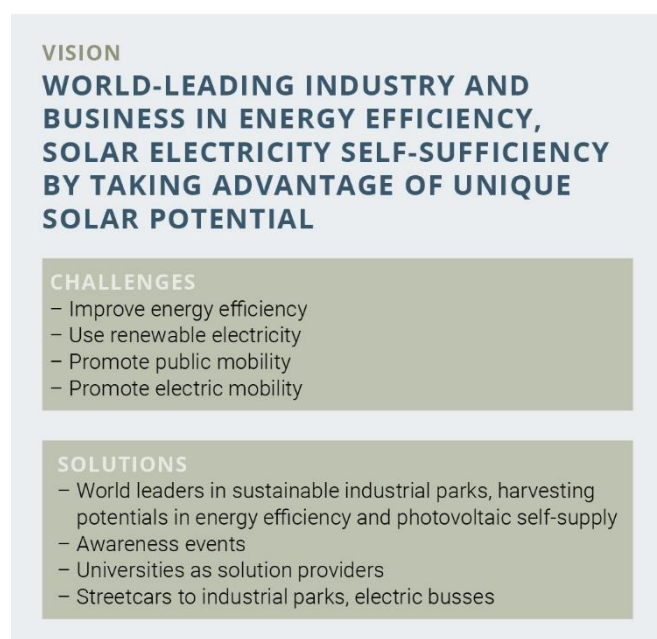 VISION
WORLD-LEADING INDUSTRY AND
BUSINESS IN ENERGY EFFICIENCY,
SOLAR ELECTRICITY SELF-SUFFICIENCY
BY TAKING ADVANTAGE OF UNIQUE
SOLAR POTENTIAL
CHALLENGES
– Improve energy efficiency
– Use renewable electricity
– Promote public mobility
– Promote electric mobility
SOLUTIONS
– World leaders in sustainable industrial parks, harvesting
potentials in energy efficiency and photovoltaic self-supply
– Awareness events
– Universities as solution providers
– Streetcars to industrial parks, electric busses